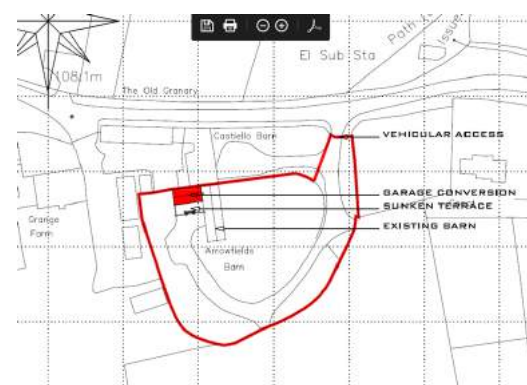 Path
Issues
El Sub Sta
108.1m
The Old Granary
Castiello Barn
VEHICULAR ACCESS
GARAGE CONVERSION
SUNKEN TERRACE
EXISTING BARN
Grange
Farm
Arrowfields
Barn